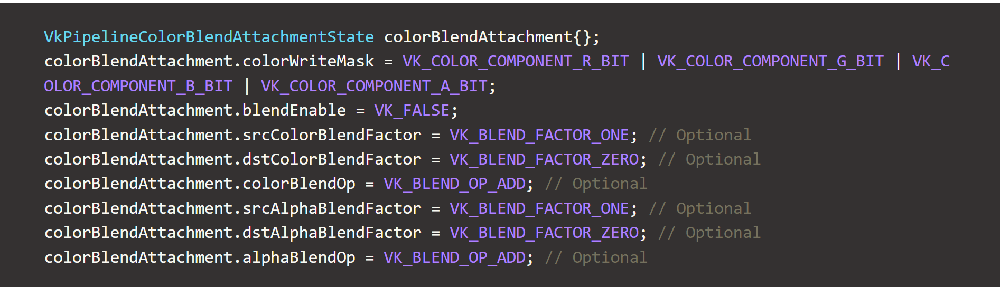 VkPipelineColorBlendAttachmentState colorBlendAttachment{};
colorBlendAttachment.colorWriteMask = VK_COLOR_COMPONENT_R_BIT | VK_COLOR_COMPONENT_G_BIT | VK_C
OLOR_COMPONENT_B_BIT | VK_COLOR_COMPONENT_A_BIT;
colorBlendAttachment.blendEnable = VK_FALSE;
colorBlendAttachment.srcColorBlendFactor = VK_BLEND_FACTOR_ONE; // Optional
colorBlendAttachment.dstColorBlendFactor = VK_BLEND_FACTOR_ZERO; // Optional
colorBlendAttachment.colorBlendOp = VK_BLEND_OP_ADD; // Optional
colorBlendAttachment.srcAlphaBlendFactor = VK_BLEND_FACTOR_ONE; // Optional
colorBlendAttachment.dstAlphaBlendFactor = VK_BLEND_FACTOR_ZERO; // Optional
colorBlendAttachment.alphaBlendOp = VK_BLEND_OP_ADD; // Optional